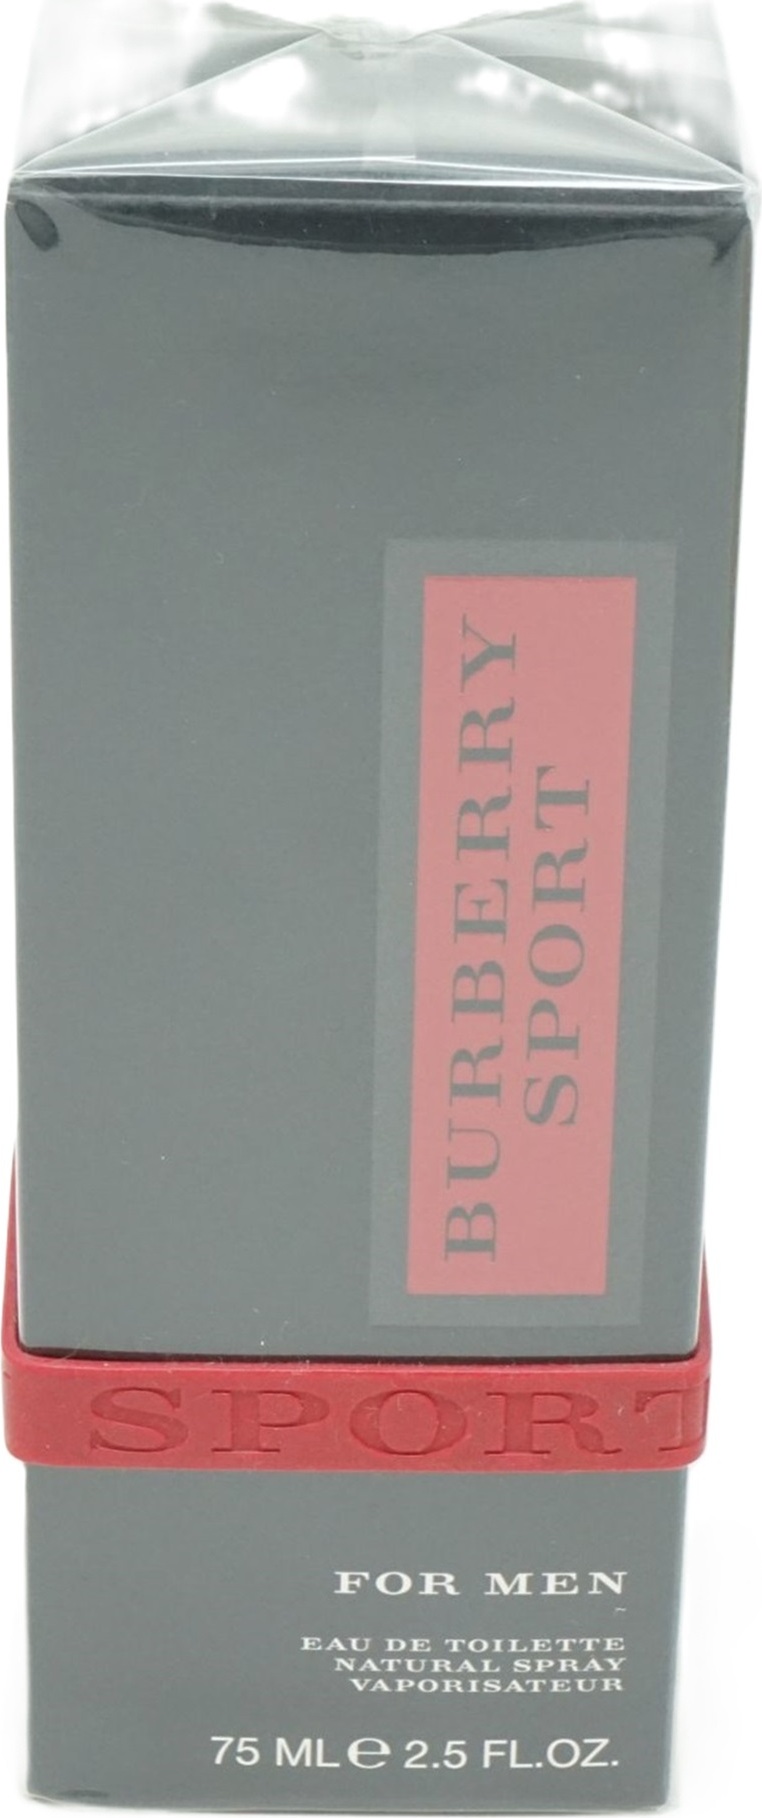 BURBERRY
SPORT
SPORT
FOR MEN
EAU DE TOILETTE
NATURAL SPRAY
VAPORISATEUR
75 ML ℮ 2.5 FL.OZ.